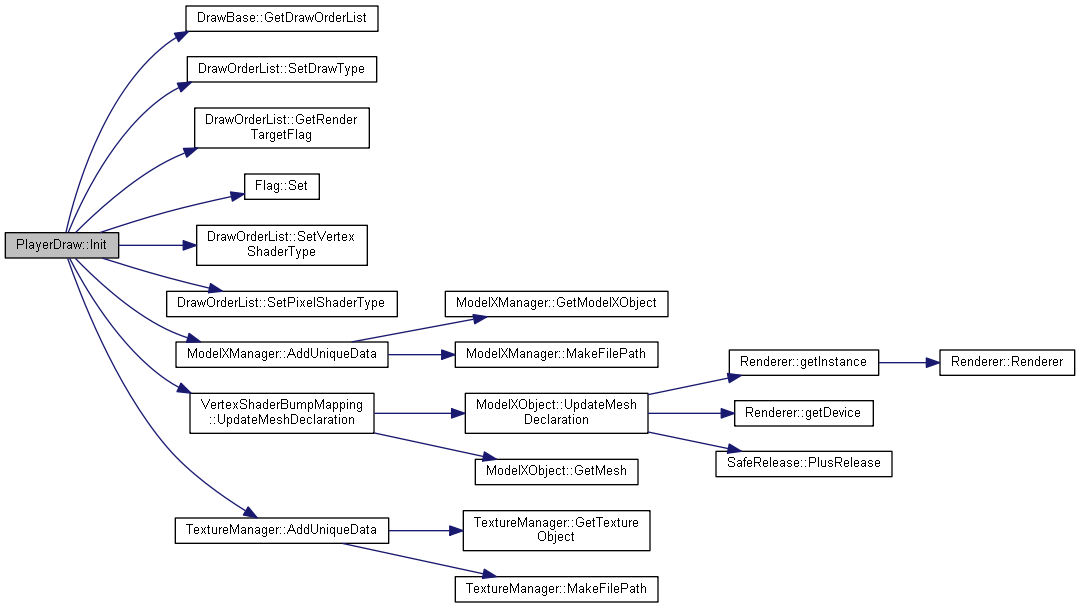 DrawBase::GetDrawOrderList
DrawOrderList::SetDrawType
DrawOrderList::GetRender
TargetFlag
Flag::Set
PlayerDraw::Init
DrawOrderList::SetVertex
ShaderType
DrawOrderList::SetPixelShaderType
ModelXManager::GetModelXObject
ModelXManager::AddUniqueData
ModelXManager::MakeFilePath
Renderer::getInstance
Renderer::Renderer
VertexShaderBumpMapping
::UpdateMeshDeclaration
ModelXObject::UpdateMesh
Declaration
Renderer::getDevice
SafeRelease::PlusRelease
ModelXObject::GetMesh
TextureManager::AddUniqueData
TextureManager::GetTexture
Object
TextureManager::MakeFilePath